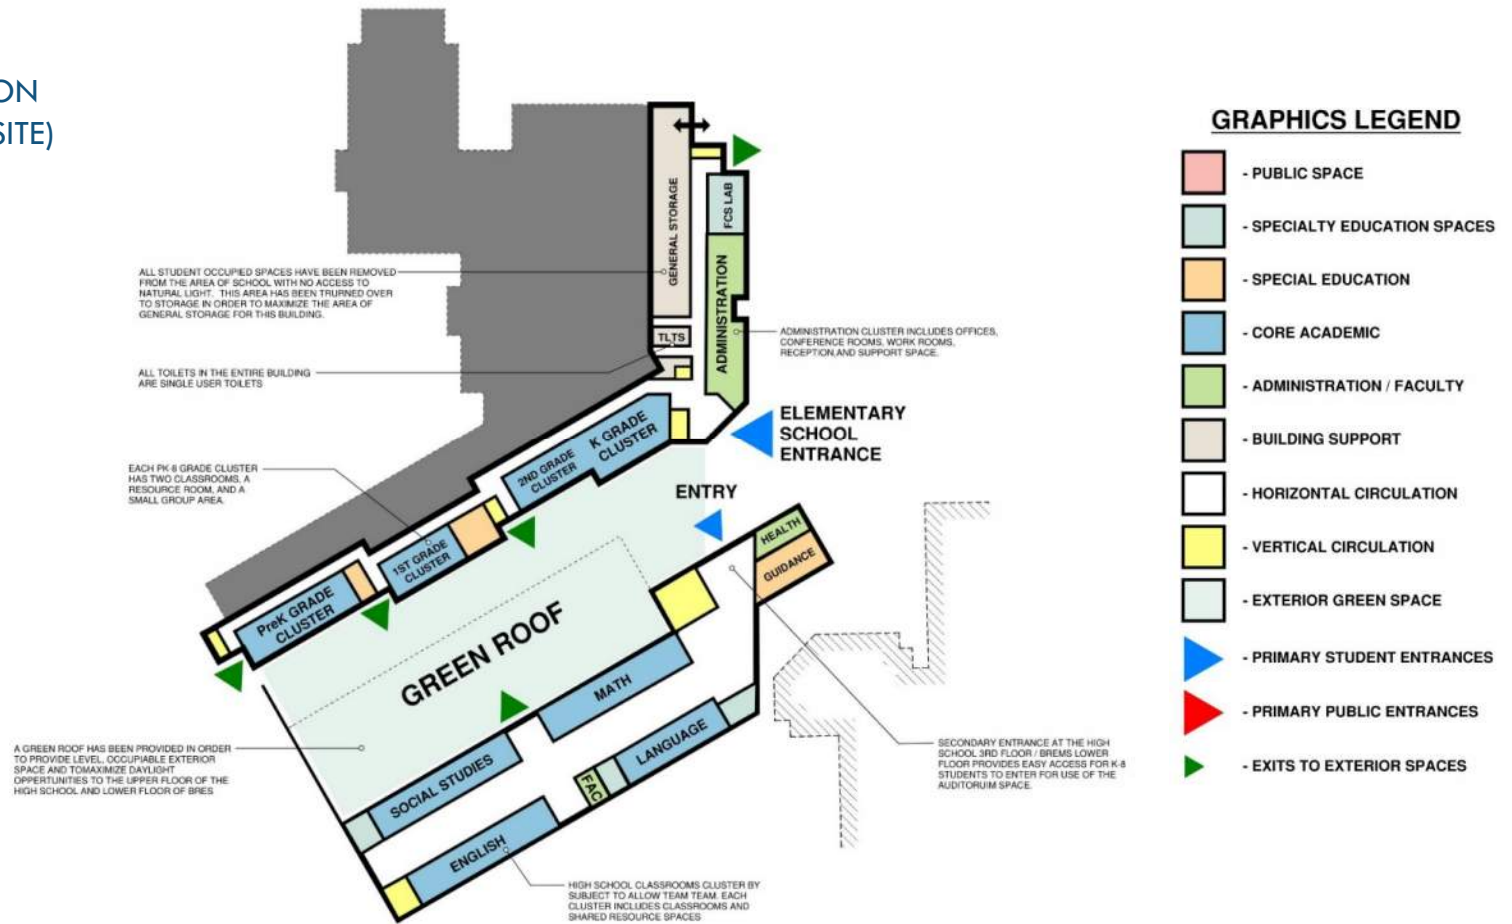 ON
SITE)
ALL STUDENT OCCUPIED SPACES HAVE BEEN REMOVED
FROM THE AREA OF SCHOOL WITH NO ACCESS TO
NATURAL LIGHT. THIS AREA HAS BEEN TRURNED OVER
TO STORAGE IN ORDER TO MAXIMIZE THE AREA OF
GENERAL STORAGE FOR THIS BUILDING.
ALL TOILETS IN THE ENTIRE BUILDING
ARE SINGLE USER TOILETS
EACH PK-8 GRADE CLUSTER
HAS TWO CLASSROOMS, A
RESOURCE ROOM, AND A
SMALL GROUP AREA.
A GREEN ROOF HAS BEEN PROVIDED IN ORDER
TO PROVIDE LEVEL, OCCUPIABLE EXTERIOR
SPACE AND TOMAXIMIZE DAYLIGHT
OPPERTUNITIES TO THE UPPER FLOOR OF THE
HIGH SCHOOL AND LOWER FLOOR OF BRES
GENERAL STORAGE
FCS LAB
ADMINISTRATION
TLTS
ADMINISTRATION CLUSTER INCLUDES OFFICES,
CONFERENCE ROOMS, WORK ROOMS,
RECEPTION,AND SUPPORT SPACE.
ELEMENTARY
SCHOOL
ENTRANCE
K GRADE
CLUSTER
2ND GRADE
CLUSTER
1ST GRADE
CLUSTER
PreK GRADE
CLUSTER
ENTRY
HEALTH
GUIDANCE
GREEN ROOF
MATH
LANGUAGE
FAC
SOCIAL STUDIES
ENGLISH
SECONDARY ENTRANCE AT THE HIGH
SCHOOL 3RD FLOOR / BREMS LOWER
FLOOR PROVIDES EASY ACCESS FOR K-8
STUDENTS TO ENTER FOR USE OF THE
AUDITORUIM SPACE.
HIGH SCHOOL CLASSROOMS CLUSTER BY
SUBJECT TO ALLOW TEAM TEAM. EACH
CLUSTER INCLUDES CLASSROOMS AND
SHARED RESOURCE SPACES
GRAPHICS LEGEND
- PUBLIC SPACE
- SPECIALTY EDUCATION SPACES
- SPECIAL EDUCATION
- CORE ACADEMIC
- ADMINISTRATION / FACULTY
- BUILDING SUPPORT
- HORIZONTAL CIRCULATION
- VERTICAL CIRCULATION
- EXTERIOR GREEN SPACE
- PRIMARY STUDENT ENTRANCES
- PRIMARY PUBLIC ENTRANCES
- EXITS TO EXTERIOR SPACES